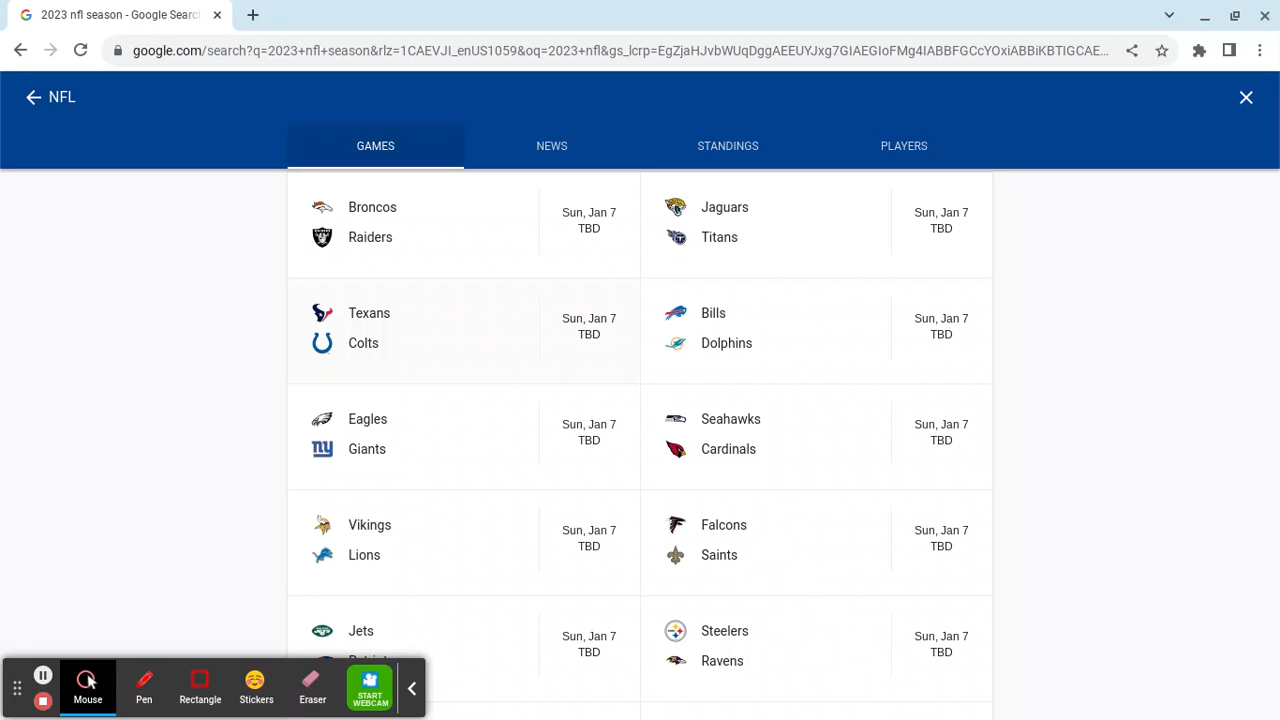 2023 nfl season - Google Searc
google.com/search?q=2023+nfl+season&rlz=1CAEVJI_enUS1059&oq=2023+nfl&gs_lcrp=EgZjaHJvbWUqDggAEEUYJxg7GIAEGIoFMg4IABBFGCcYOxiABBiKBTIGCAE...
NFL
GAMES NEWS STANDINGS PLAYERS
Broncos
Raiders
Sun, Jan 7
TBD
Jaguars
Titans
Sun, Jan 7
TBD
Texans
Colts
Sun, Jan 7
TBD
Bills
Dolphins
Sun, Jan 7
TBD
Eagles
Giants
Sun, Jan 7
TBD
Seahawks
Cardinals
Sun, Jan 7
TBD
Vikings
Lions
Sun, Jan 7
TBD
Falcons
Saints
Sun, Jan 7
TBD
Jets
Sun, Jan 7
TBD
Steelers
Ravens
Sun, Jan 7
TBD
Mouse Pen Rectangle Stickers Eraser
START
WEBCAM